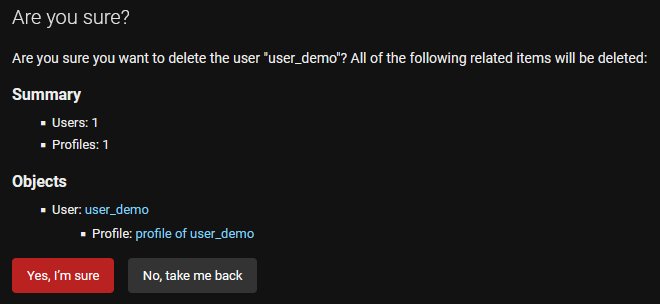 Are you sure?
Are you sure you want to delete the user "user_demo"? All of the following related items will be deleted:
Summary
Users: 1
Profiles: 1
Objects
User: user_demo
Profile: profile of user_demo
Yes, I’m sure
No, take me back